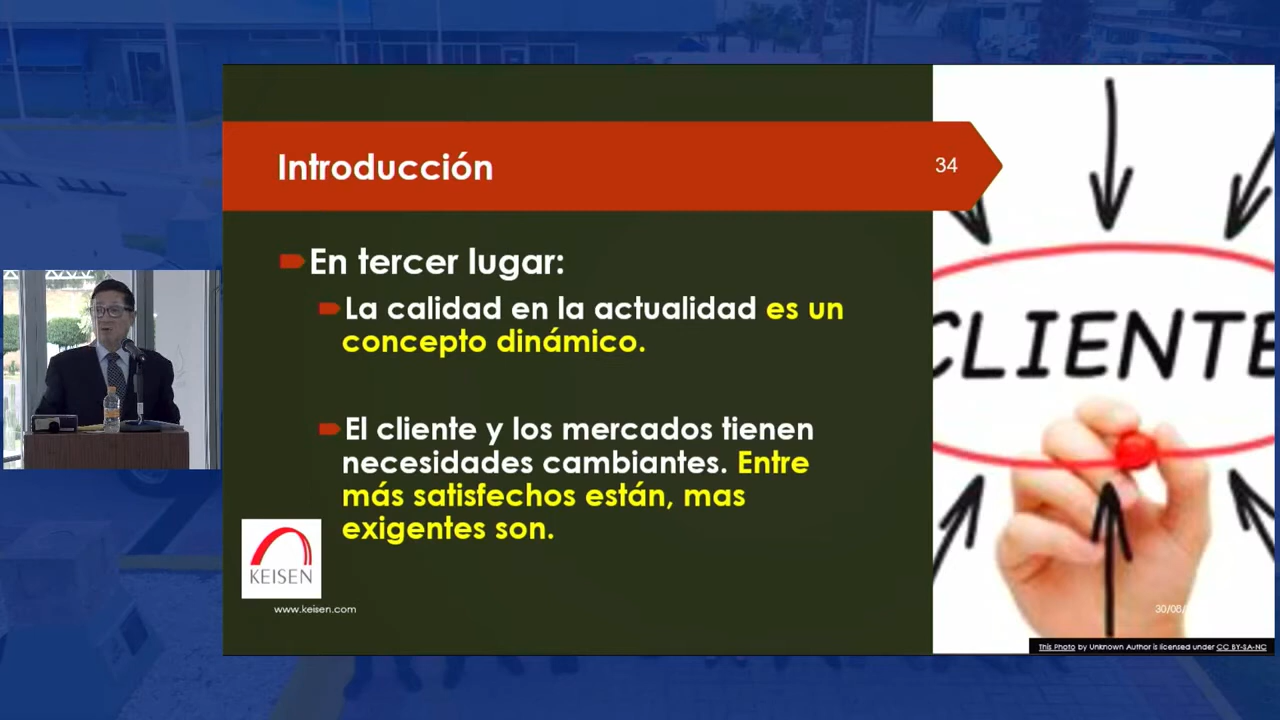 Introducción
34
En tercer lugar:
La calidad en la actualidad es un
concepto dinámico.
El cliente y los mercados tienen
necesidades cambiantes. Entre
más satisfechos están, mas
exigentes son.
CLIENTE
KEISEN
www.keisen.com
30/08/
This Photo by Unknown Author is licensed under CC BY-SA-NC